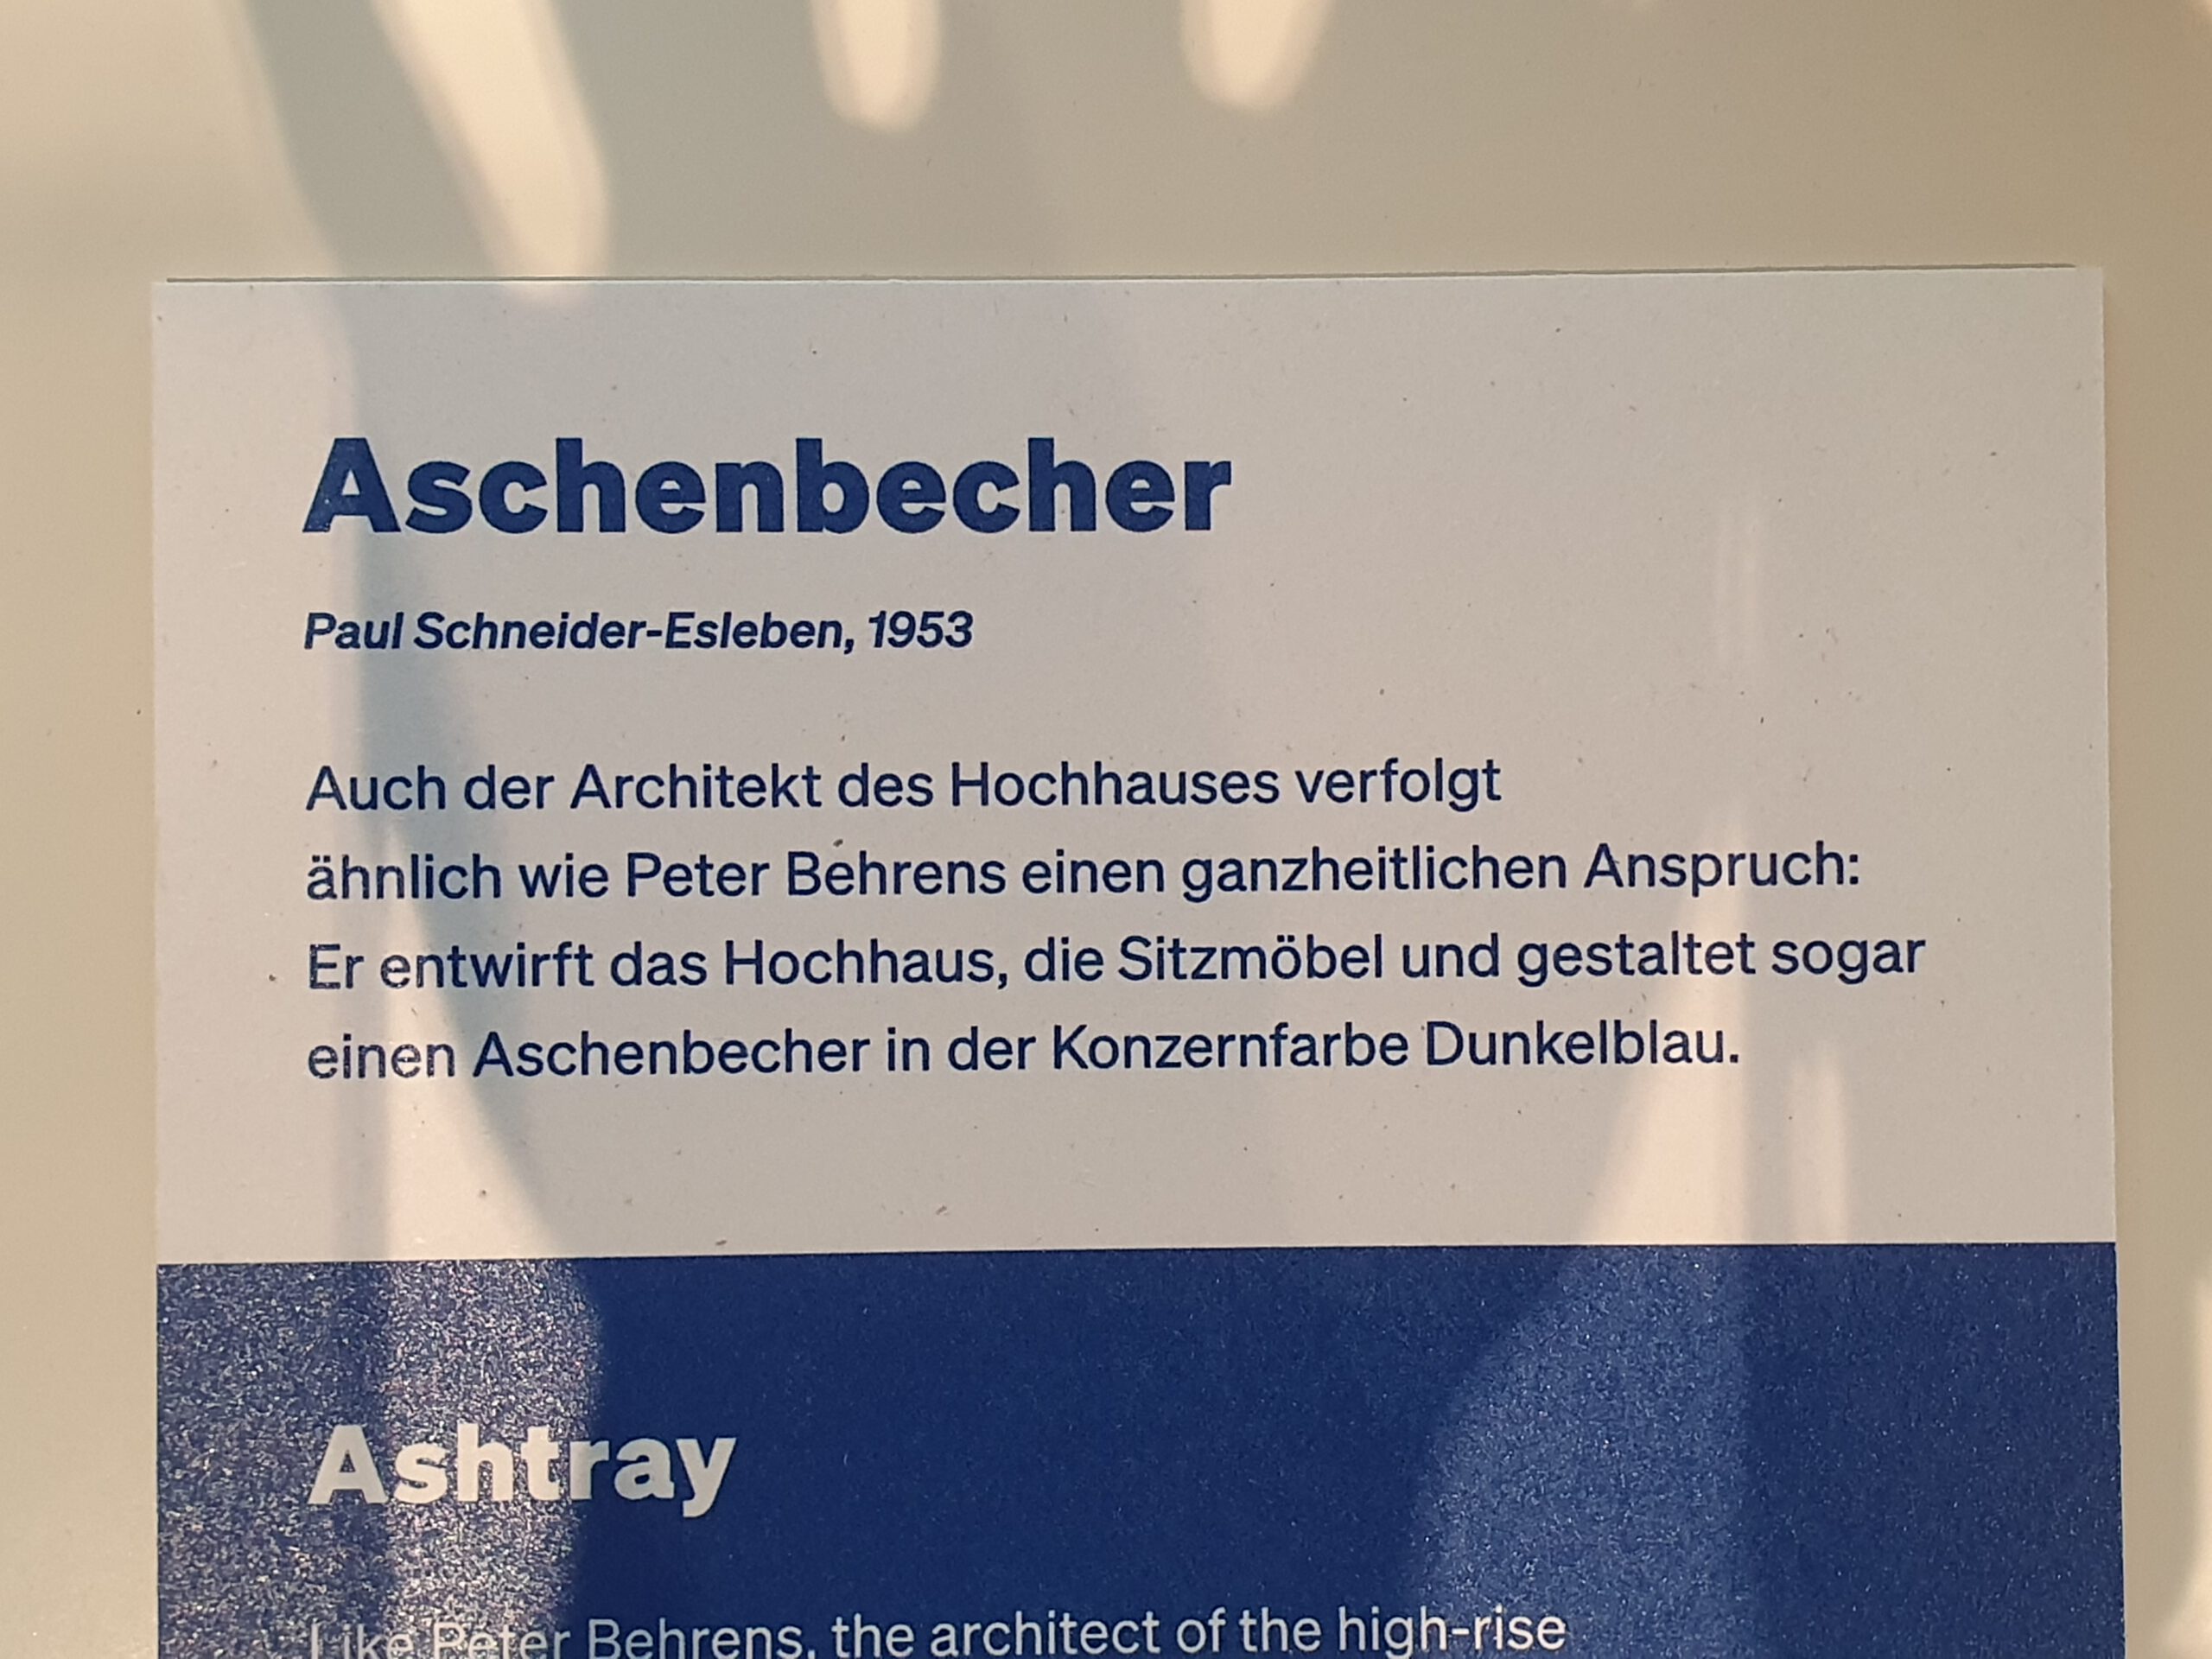 Aschenbecher
Paul Schneider-Esleben, 1953
Auch der Architekt des Hochhauses verfolgt
ähnlich wie Peter Behrens einen ganzheitlichen Anspruch:
Er entwirft das Hochhaus, die Sitzmöbel und gestaltet sogar
einen Aschenbecher in der Konzernfarbe Dunkelblau.
Ashtray
Like Peter Behrens, the architect of the high-rise